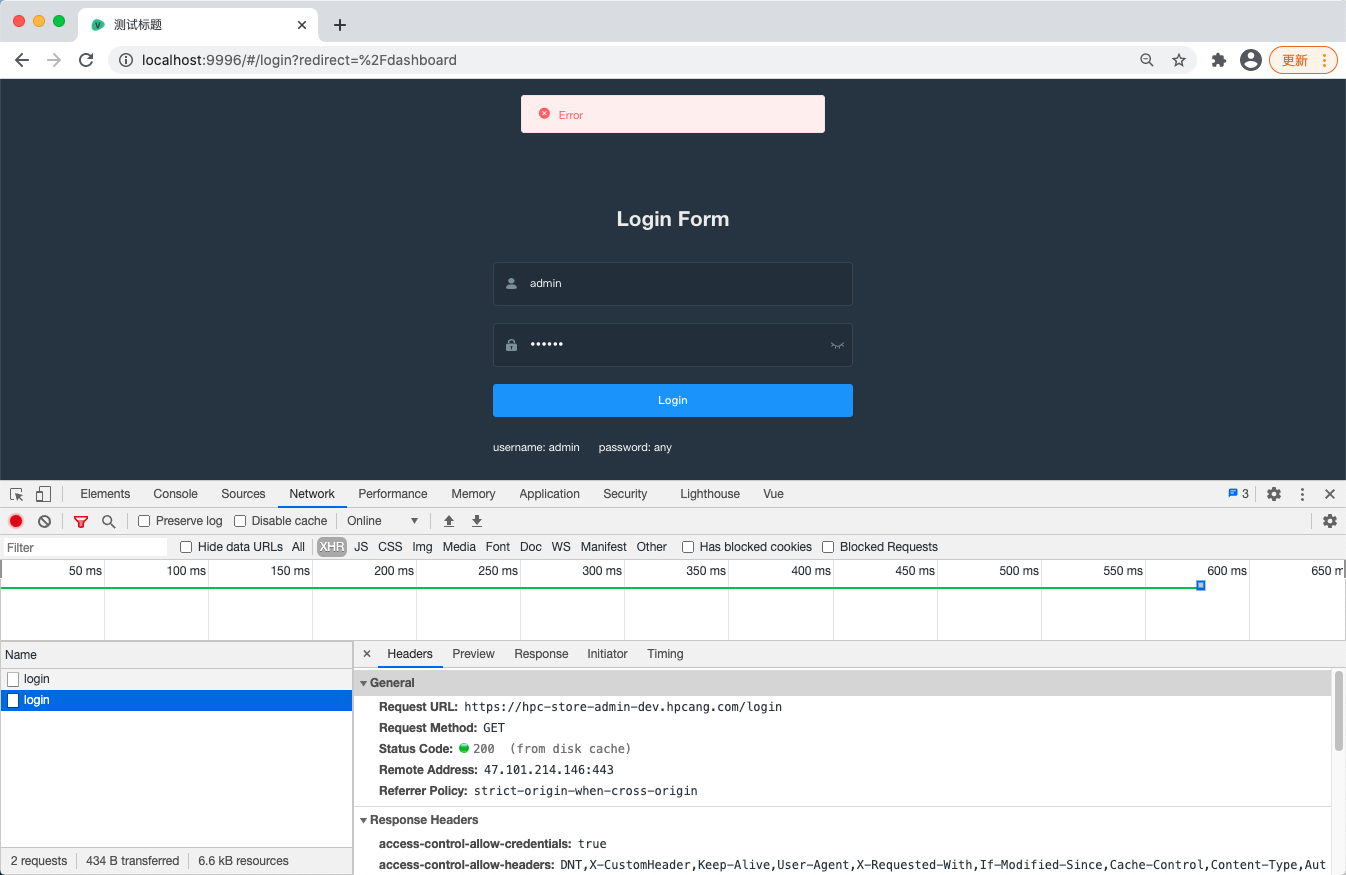 测试标题
localhost:9996/#/login?redirect=%2Fdashboard
更新
Error
Login Form
admin
••••••
Login
username: admin password: any
Elements Console Sources Network Performance Memory Application Security Lighthouse Vue 3
Preserve log Disable cache Online
Filter Hide data URLs All XHR JS CSS Img Media Font Doc WS Manifest Other Has blocked cookies Blocked Requests
50 ms 100 ms 150 ms 200 ms 250 ms 300 ms 350 ms 400 ms 450 ms 500 ms 550 ms 600 ms 650 m
Name
login
login
2 requests 434 B transferred 6.6 kB resources
Headers Preview Response Initiator Timing
General
Request URL: https://hpc-store-admin-dev.hpcang.com/login
Request Method: GET
Status Code: 200 (from disk cache)
Remote Address: 47.101.214.146:443
Referrer Policy: strict-origin-when-cross-origin
Response Headers
access-control-allow-credentials: true
access-control-allow-headers: DNT,X-CustomHeader,Keep-Alive,User-Agent,X-Requested-With,If-Modified-Since,Cache-Control,Content-Type,Aut